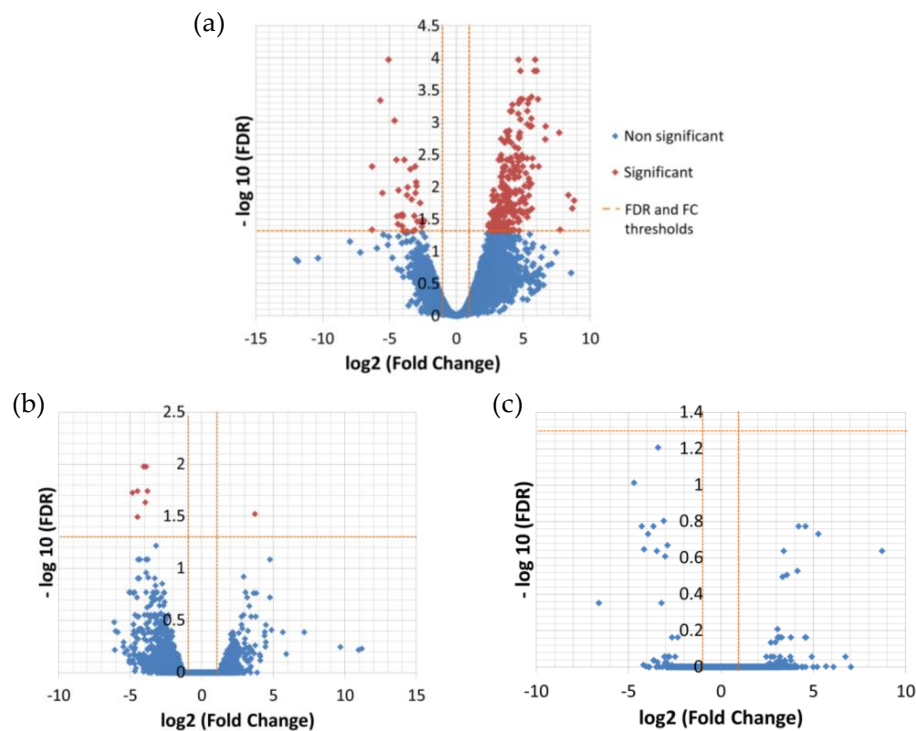 (a)
4.5
4
3.5
3
2.5
2
1.5
1
0.5
0
- log 10 (FDR)
-15 -10 -5 0 5 10
log2 (Fold Change)
Non significant
Significant
FDR and FC
thresholds
(b)
2.5
2
1.5
1
0.5
0
- log 10 (FDR)
-10 -5 0 5 10 15
log2 (Fold Change)
(c)
1.4
1.2
1
0.8
0.6
0.4
0.2
0
- log 10 (FDR)
-10 -5 0 5 10
log2 (Fold Change)